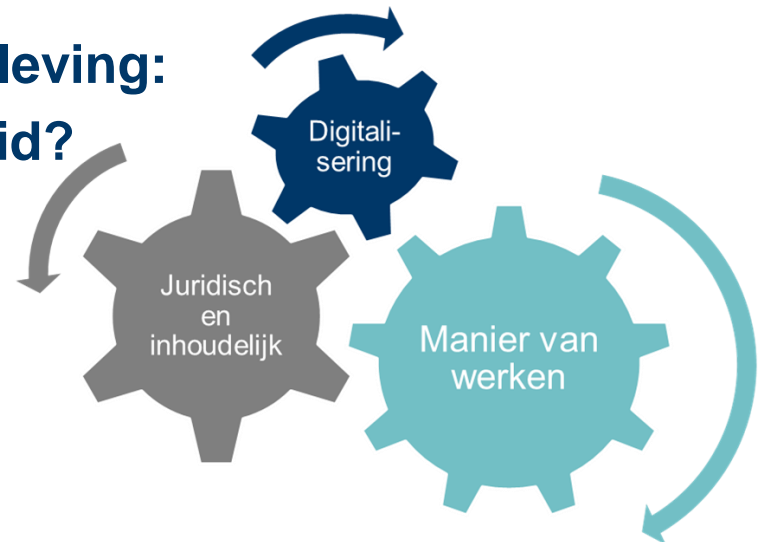 leving:
id?
Digitali-
sering
Juridisch
en
inhoudelijk
Manier van
werken